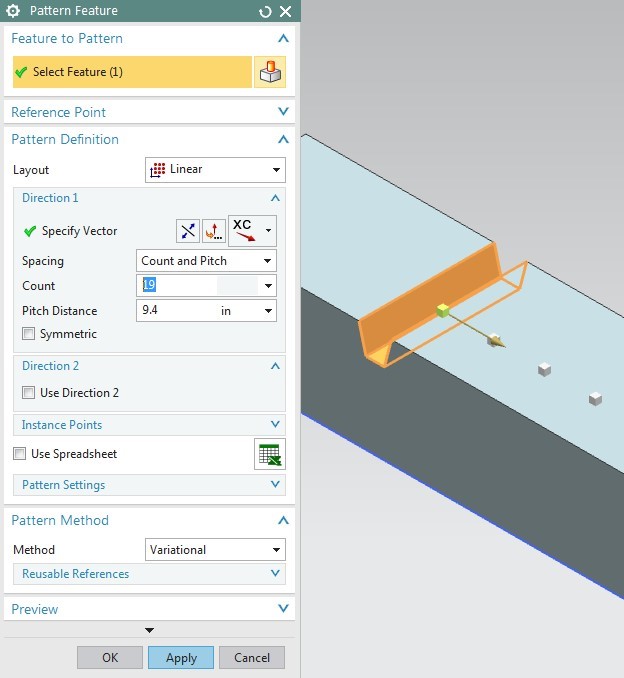 Pattern Feature
Feature to Pattern
Select Feature (1)
Reference Point
Pattern Definition
Layout Linear
Direction 1
Specify Vector XC
Spacing Count and Pitch
Count 19
Pitch Distance 9.4 in
Symmetric
Direction 2
Use Direction 2
Instance Points
Use Spreadsheet
Pattern Settings
Pattern Method
Method Variational
Reusable References
Preview
OK Apply Cancel